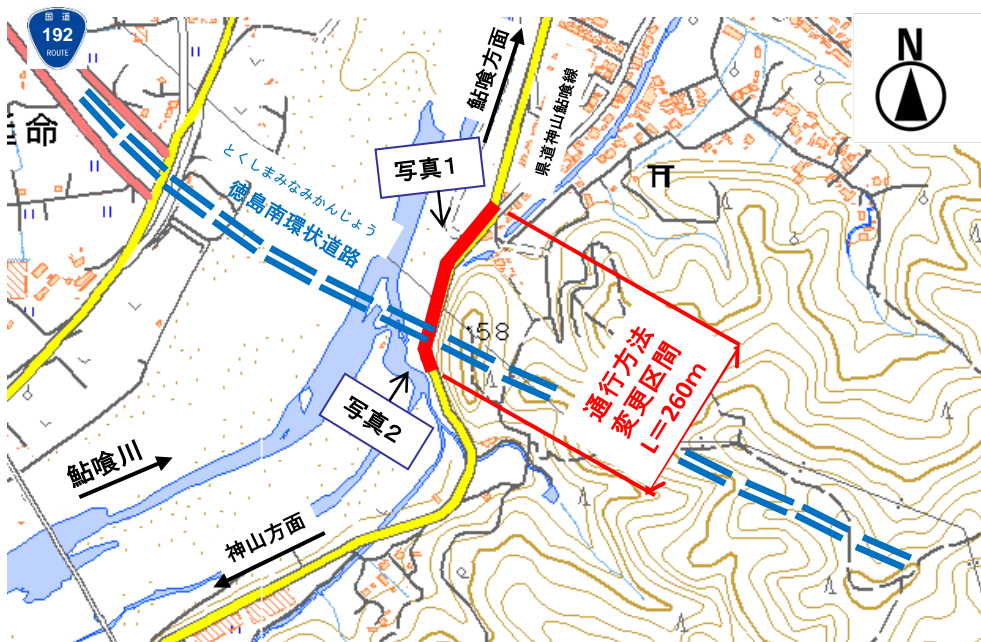 国道
192
ROUTE
命
とくしまみなみかんじょう
徳島南環状道路
写真1
鮎喰方面
県道神山鮎喰線
N
・58
通行方法
変更区間
L=260m
写真2
鮎喰川
神山方面